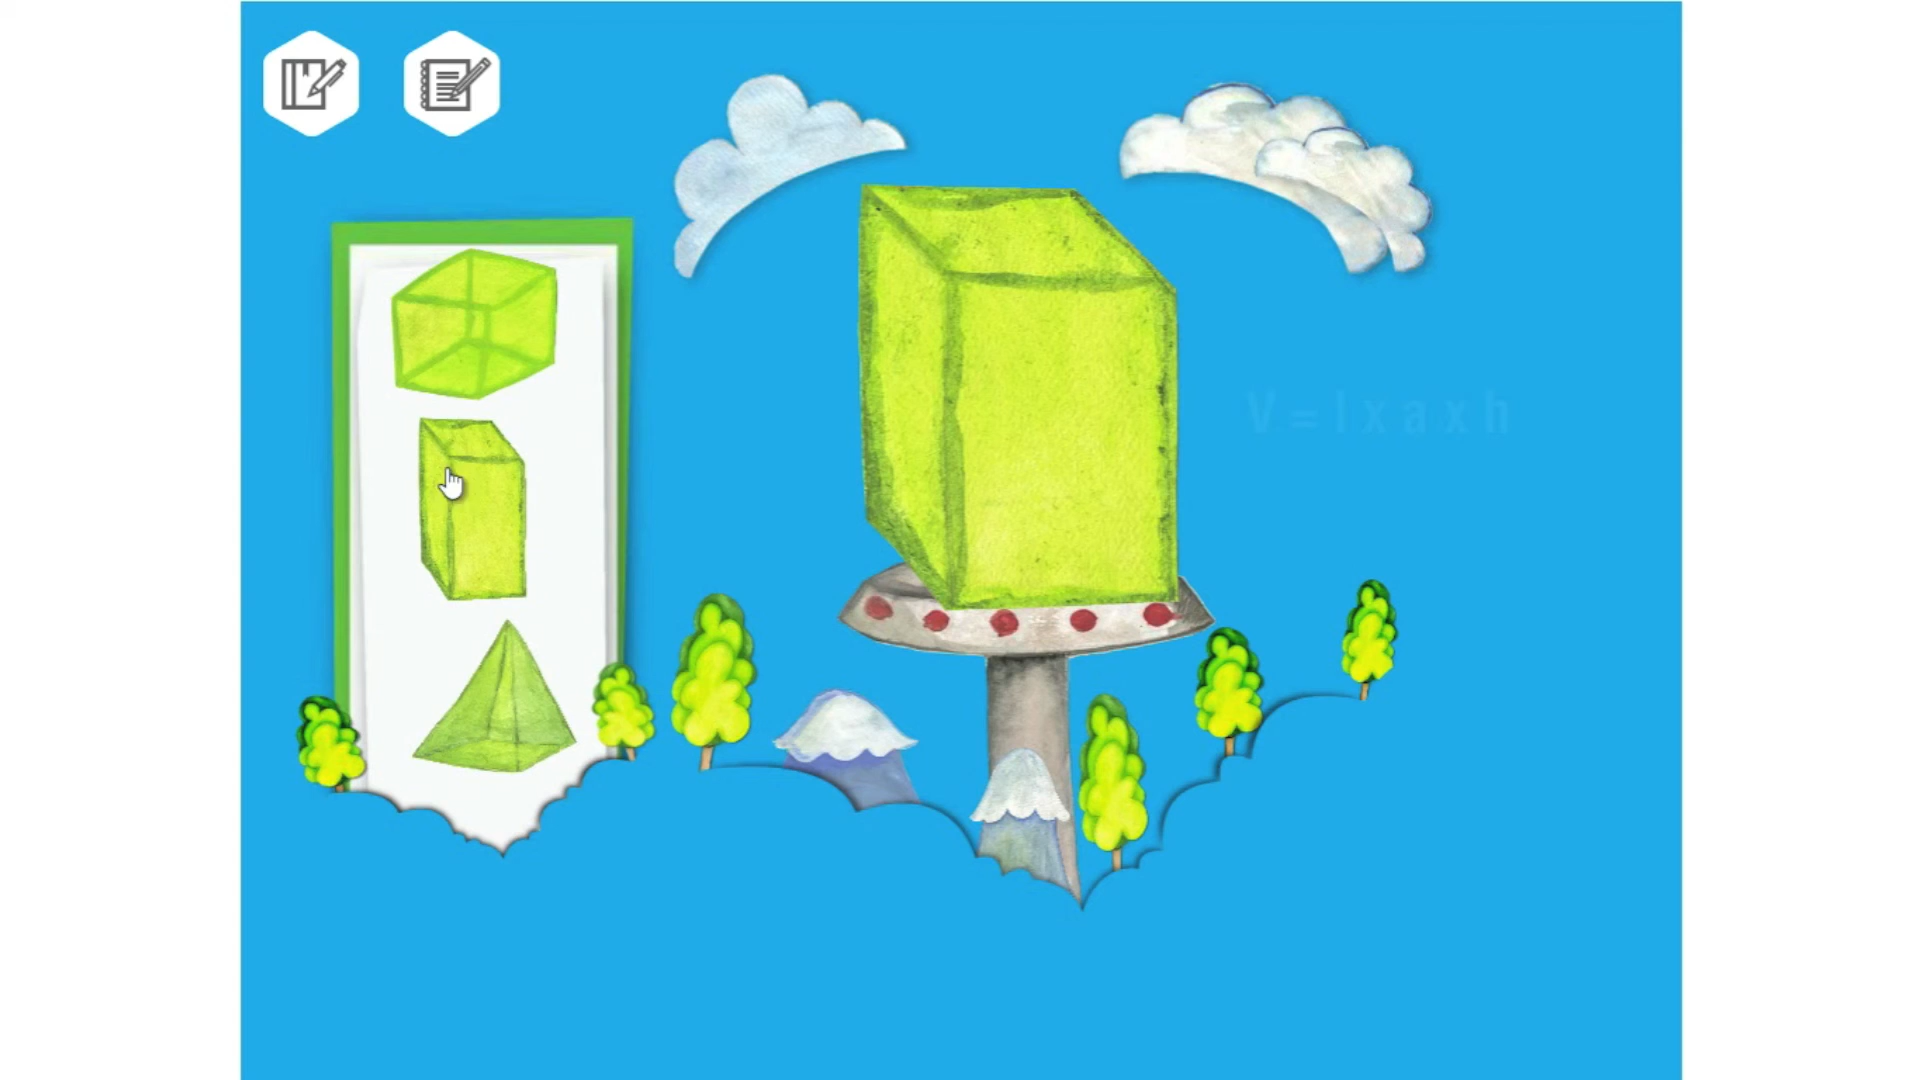 V = l x a x h